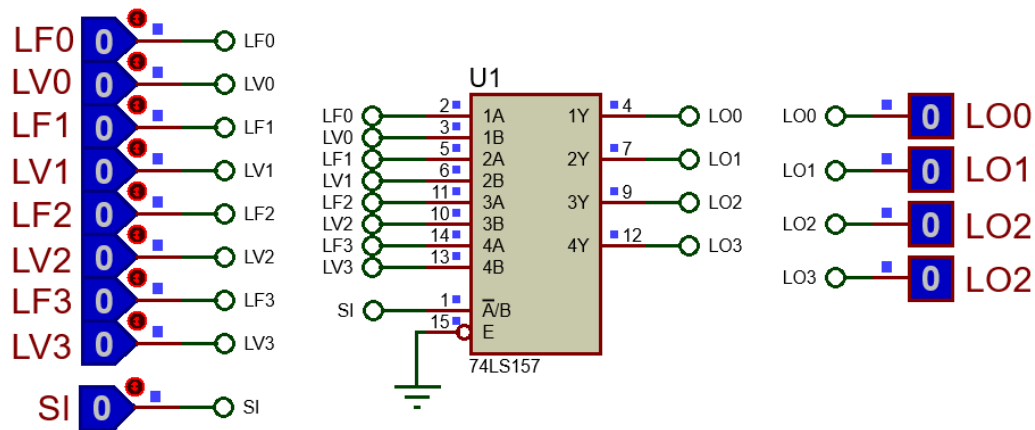 LF0 0 LF0
LV0 0 LV0
LF1 0 LF1
LV1 0 LV1
LF2 0 LF2
LV2 0 LV2
LF3 0 LF3
LV3 0 LV3
SI 0 SI
U1
LF0 2 1A 1Y 4 LO0
LV0 3 1B
LF1 5 2A 2Y 7 LO1
LV1 6 2B
LF2 11 3A 3Y 9 LO2
LV2 10 3B
LF3 14 4A 4Y 12 LO3
LV3 13 4B
SI 1 A̅/B
15 E
74LS157
LO0 0 LO0
LO1 0 LO1
LO2 0 LO2
LO3 0 LO2